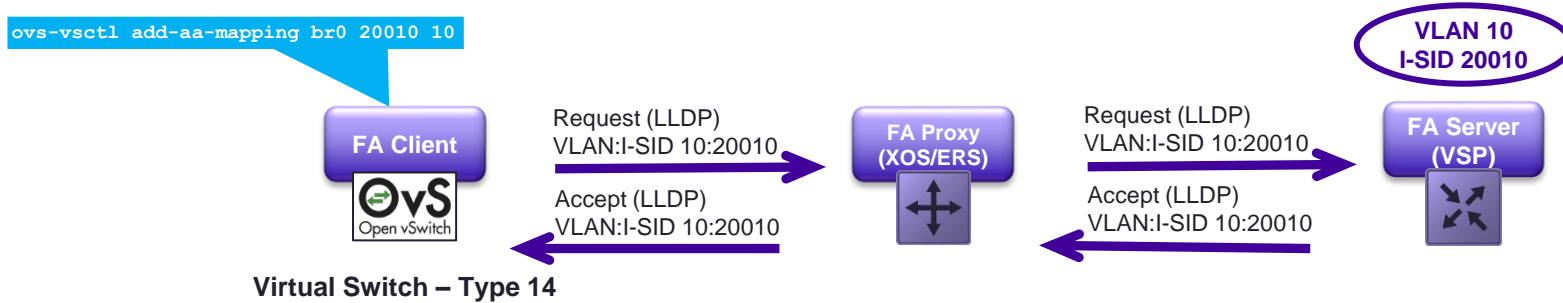 ovs-vsctl add-aa-mapping br0 20010 10
VLAN 10
I-SID 20010
FA Client
OvS
Open vSwitch
Virtual Switch – Type 14
Request (LLDP)
VLAN:I-SID 10:20010
Accept (LLDP)
VLAN:I-SID 10:20010
FA Proxy
(XOS/ERS)
Request (LLDP)
VLAN:I-SID 10:20010
Accept (LLDP)
VLAN:I-SID 10:20010
FA Server
(VSP)